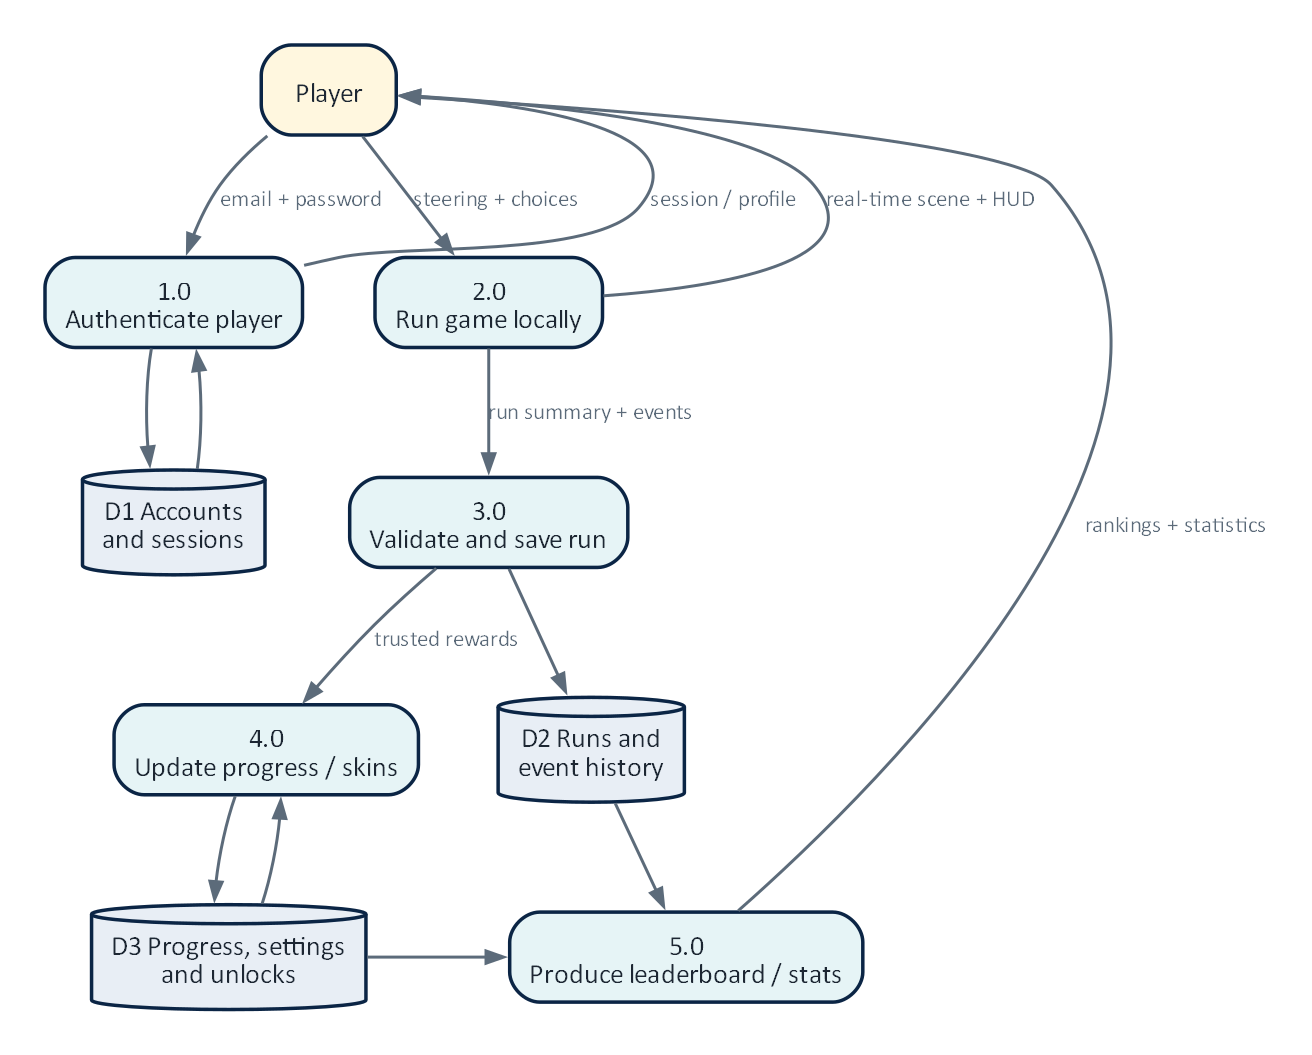 Player
email + password
steering + choices
session / profile
real-time scene + HUD
1.0
Authenticate player
2.0
Run game locally
run summary + events
D1 Accounts
and sessions
3.0
Validate and save run
rankings + statistics
trusted rewards
4.0
Update progress / skins
D2 Runs and
event history
D3 Progress, settings
and unlocks
5.0
Produce leaderboard / stats